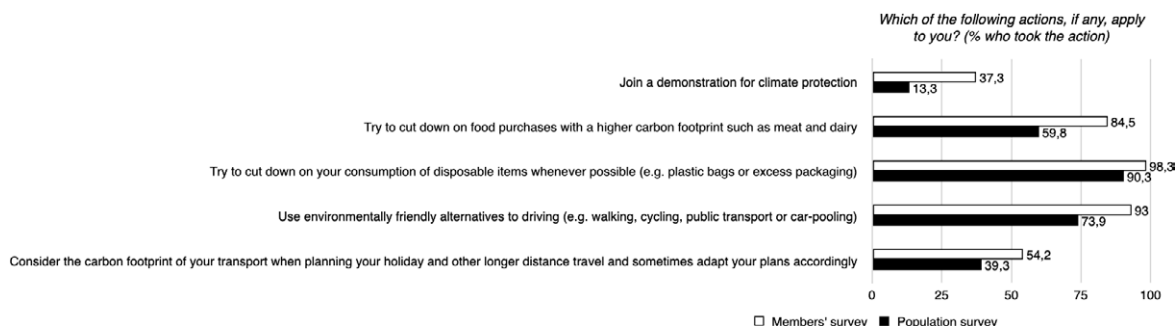 Which of the following actions, if any, apply
to you? (% who took the action)
Join a demonstration for climate protection
37,3
13,3
Try to cut down on food purchases with a higher carbon footprint such as meat and dairy
84,5
59,8
Try to cut down on your consumption of disposable items whenever possible (e.g. plastic bags or excess packaging)
98,3
90,3
Use environmentally friendly alternatives to driving (e.g. walking, cycling, public transport or car-pooling)
93
73,9
Consider the carbon footprint of your transport when planning your holiday and other longer distance travel and sometimes adapt your plans accordingly
54,2
39,3
0 25 50 75 100
Members' survey Population survey